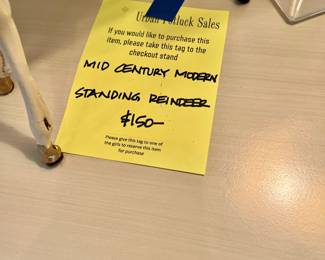 Urban Potluck Sales
If you would like to purchase this
item, please take this tag to the
checkout stand
MID CENTURY MODERN
STANDING REINDEER
$150-
Please give this tag to one of
the girls to reserve this item
for purchase